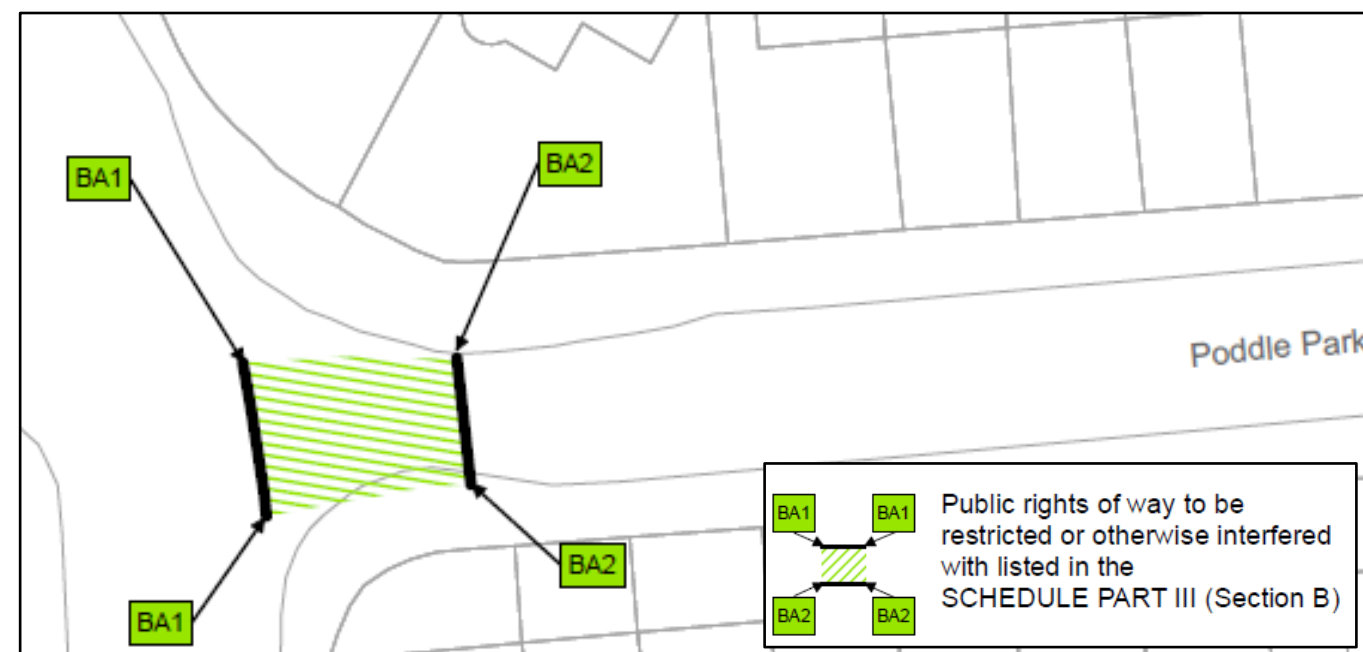 BA1
BA2
Poddle Park
BA2
BA1
BA1 BA1
BA2 BA2
Public rights of way to be
restricted or otherwise interfered
with listed in the
SCHEDULE PART III (Section B)